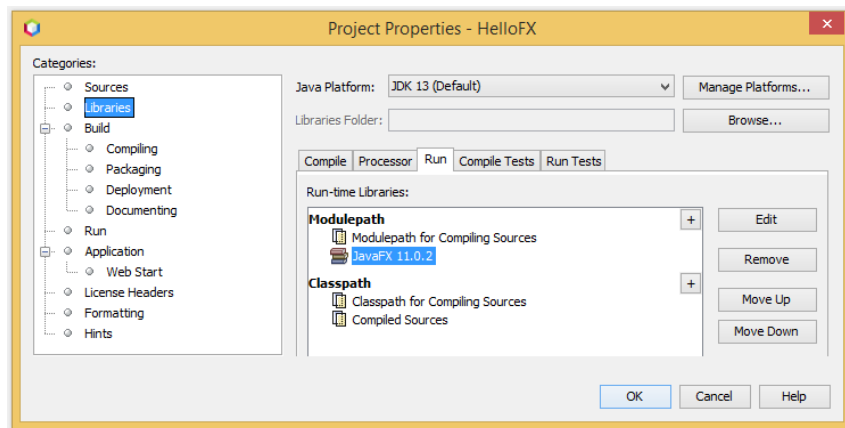 Project Properties - HelloFX
Categories:
Sources
Libraries
Build
Compiling
Packaging
Deployment
Documenting
Run
Application
Web Start
License Headers
Formatting
Hints
Java Platform: JDK 13 (Default) Manage Platforms...
Libraries Folder: Browse...
Compile Processor Run Compile Tests Run Tests
Run-time Libraries:
Modulepath + Edit
Modulepath for Compiling Sources
JavaFX 11.0.2 Remove
Classpath +
Classpath for Compiling Sources Move Up
Compiled Sources
Move Down
OK Cancel Help